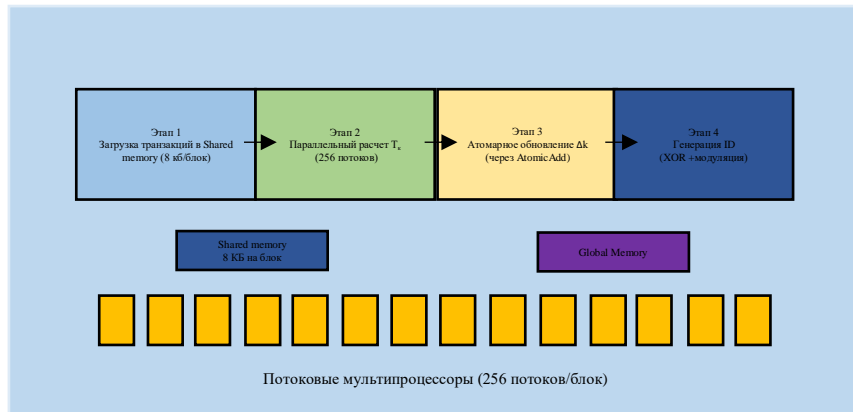 Этап 1
Загрузка транзакций в Shared
memory (8 кб/блок)
Этап 2
Параллельный расчет Tк
(256 потоков)
Этап 3
Атомарное обновление Δk
(через AtomicAdd)
Этап 4
Генерация ID
(XOR +модуляция)
Shared memory
8 КБ на блок
Global Memory
Потоковые мультипроцессоры (256 потоков/блок)